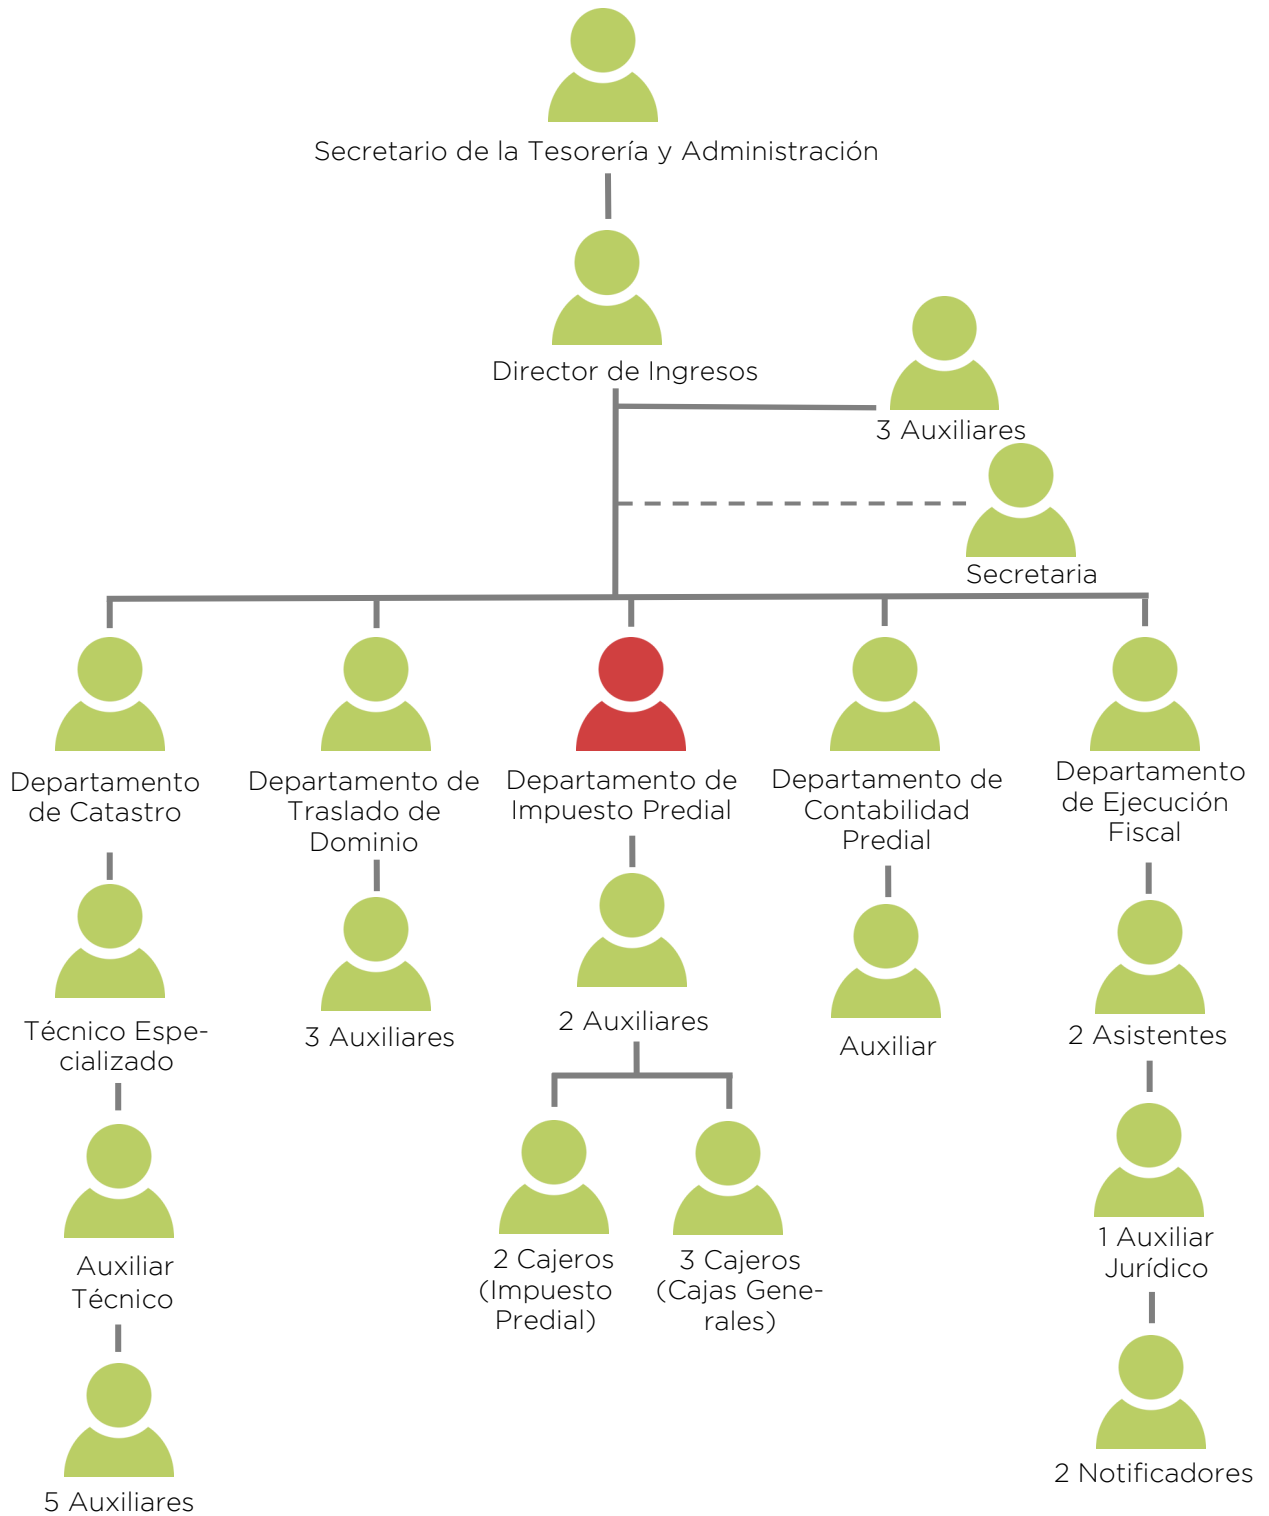 Secretario de la Tesorería y Administración
Director de Ingresos
3 Auxiliares
Secretaria
Departamento
de Catastro
Departamento de
Traslado de
Dominio
Departamento de
Impuesto Predial
Departamento de
Contabilidad
Predial
Departamento
de Ejecución
Fiscal
Técnico Espe-
cializado
3 Auxiliares
2 Auxiliares
Auxiliar
2 Asistentes
Auxiliar
Técnico
2 Cajeros
(Impuesto
Predial)
3 Cajeros
(Cajas Gene-
rales)
1 Auxiliar
Jurídico
5 Auxiliares
2 Notificadores